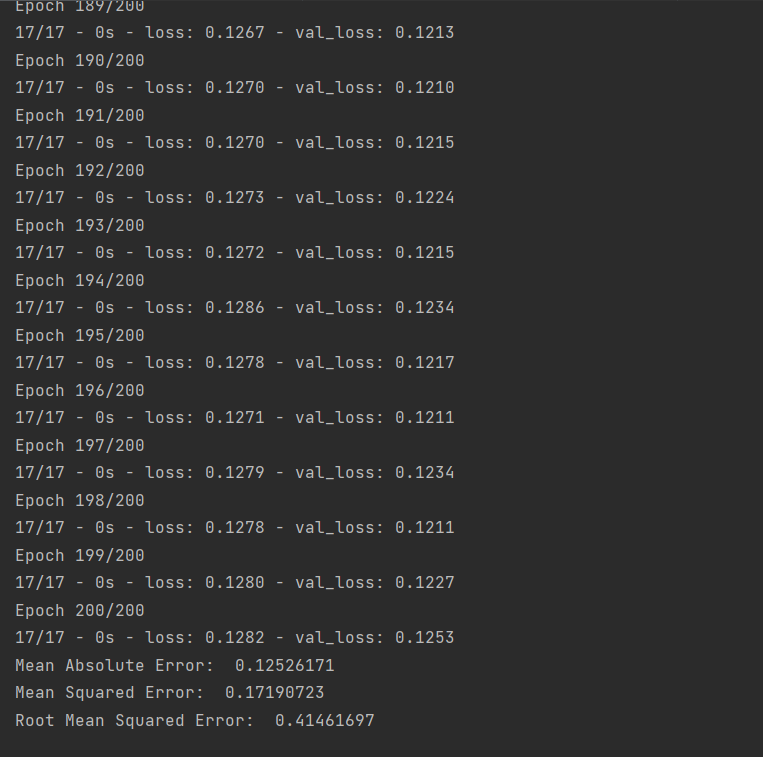 Epoch 189/200
17/17 - 0s - loss: 0.1267 - val_loss: 0.1213
Epoch 190/200
17/17 - 0s - loss: 0.1270 - val_loss: 0.1210
Epoch 191/200
17/17 - 0s - loss: 0.1270 - val_loss: 0.1215
Epoch 192/200
17/17 - 0s - loss: 0.1273 - val_loss: 0.1224
Epoch 193/200
17/17 - 0s - loss: 0.1272 - val_loss: 0.1215
Epoch 194/200
17/17 - 0s - loss: 0.1286 - val_loss: 0.1234
Epoch 195/200
17/17 - 0s - loss: 0.1278 - val_loss: 0.1217
Epoch 196/200
17/17 - 0s - loss: 0.1271 - val_loss: 0.1211
Epoch 197/200
17/17 - 0s - loss: 0.1279 - val_loss: 0.1234
Epoch 198/200
17/17 - 0s - loss: 0.1278 - val_loss: 0.1211
Epoch 199/200
17/17 - 0s - loss: 0.1280 - val_loss: 0.1227
Epoch 200/200
17/17 - 0s - loss: 0.1282 - val_loss: 0.1253
Mean Absolute Error:  0.12526171
Mean Squared Error:  0.17190723
Root Mean Squared Error:  0.41461697